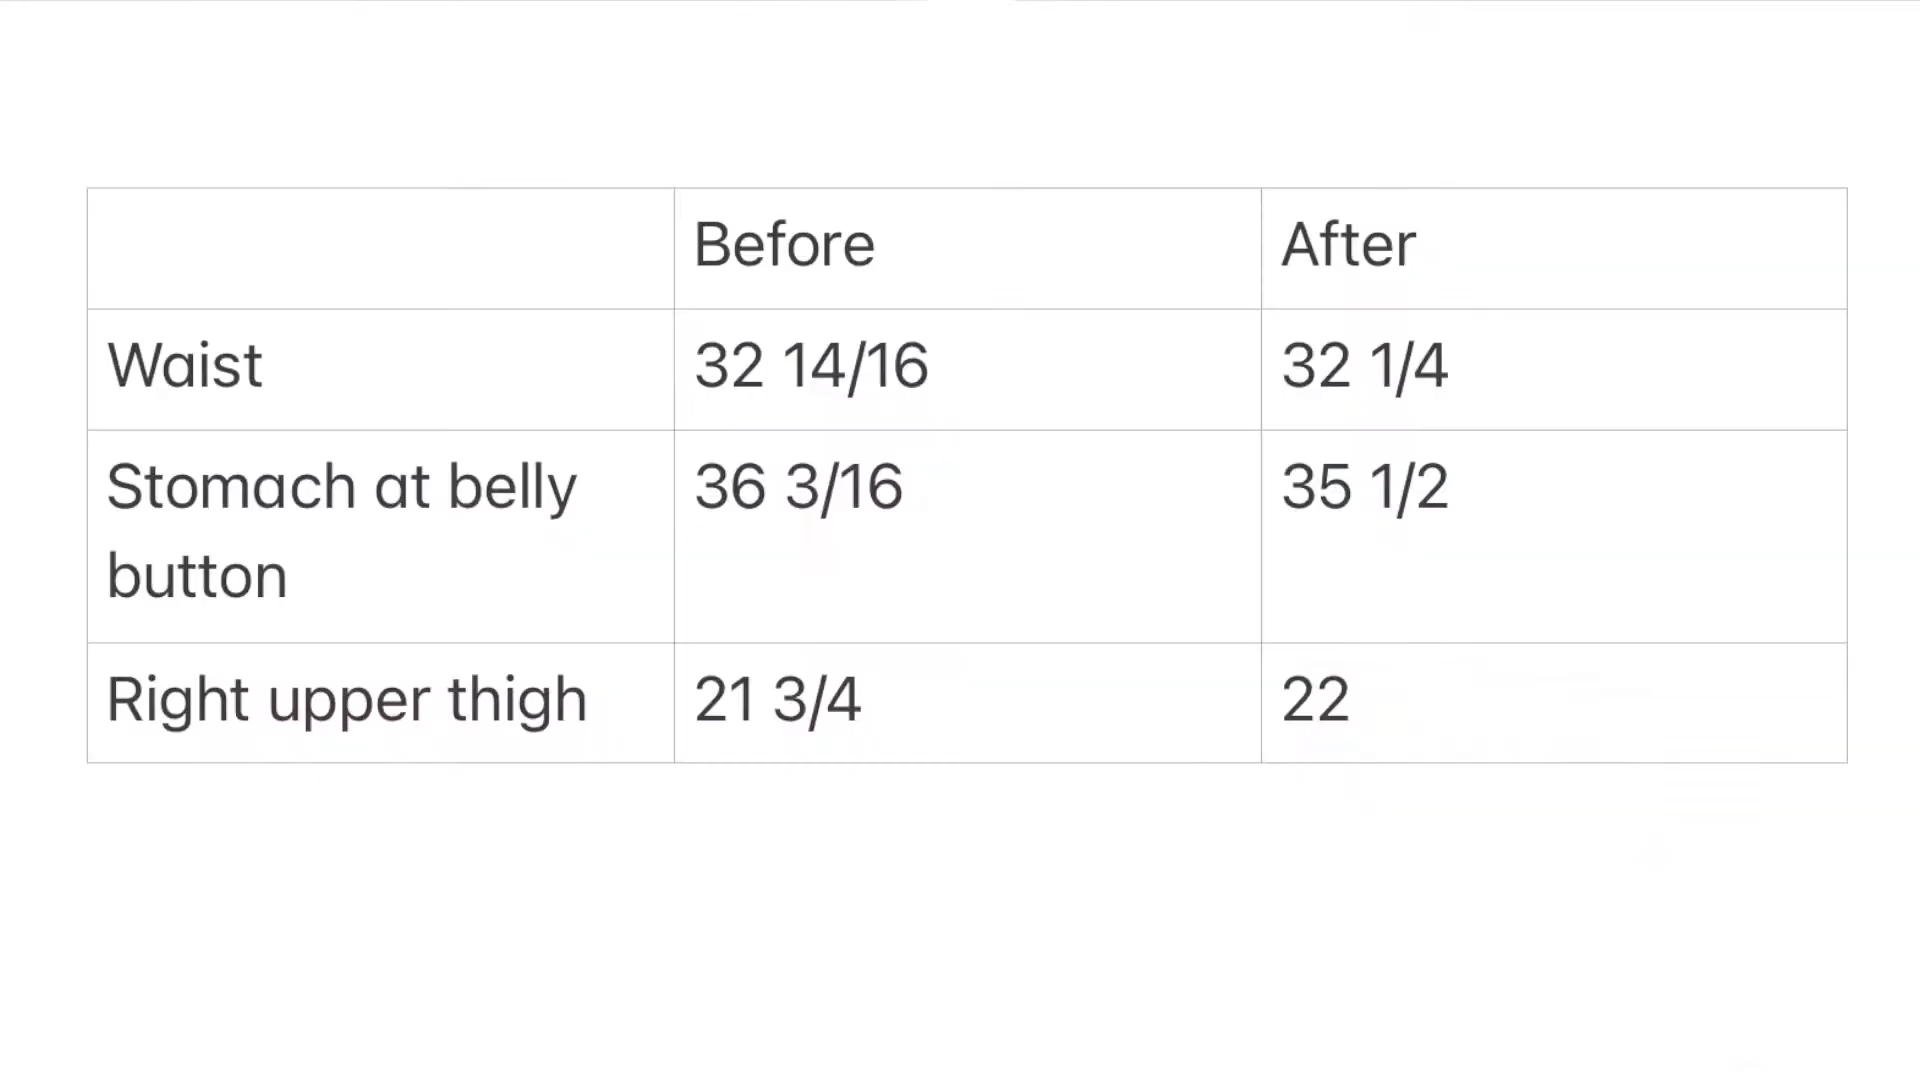 Before After
Waist 32 14/16 32 1/4
Stomach at belly 36 3/16 35 1/2
button
Right upper thigh 21 3/4 22